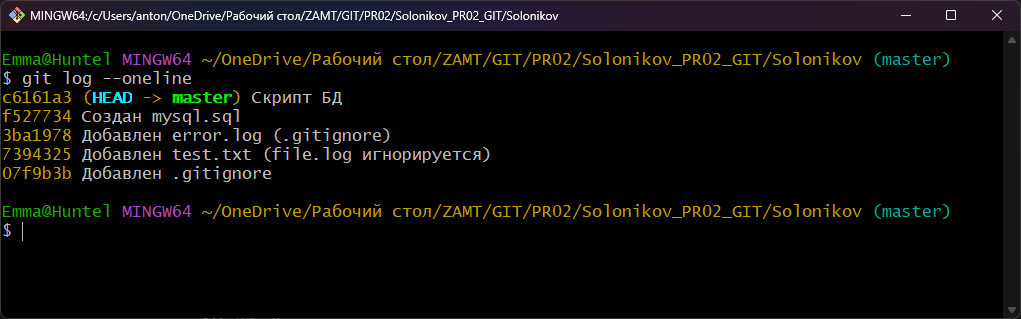 MINGW64:/c/Users/anton/OneDrive/Рабочий стол/ZAMT/GIT/PR02/Solonikov_PR02_GIT/Solonikov
Emma@Huntel MINGW64 ~/OneDrive/Рабочий стол/ZAMT/GIT/PR02/Solonikov_PR02_GIT/Solonikov (master)
$ git log --oneline
c6161a3 (HEAD -> master) Скрипт БД
f527734 Создан mysql.sql
3ba1978 Добавлен error.log (.gitignore)
7394325 Добавлен test.txt (file.log игнорируется)
07f9b3b Добавлен .gitignore
Emma@Huntel MINGW64 ~/OneDrive/Рабочий стол/ZAMT/GIT/PR02/Solonikov_PR02_GIT/Solonikov (master)
$